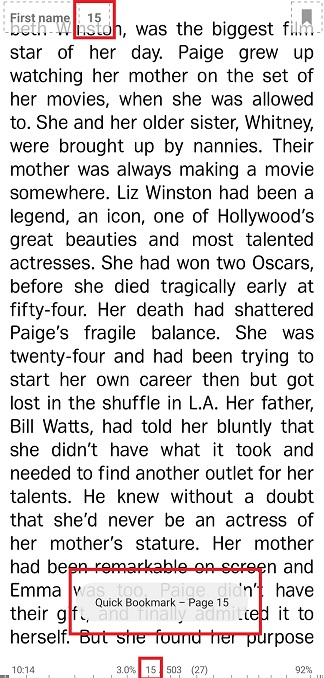 First name 15
beth Winston, was the biggest film
star of her day. Paige grew up
watching her mother on the set of
her movies, when she was allowed
to. She and her older sister, Whitney,
were brought up by nannies. Their
mother was always making a movie
somewhere. Liz Winston had been a
legend, an icon, one of Hollywood’s
great beauties and most talented
actresses. She had won two Oscars,
before she died tragically early at
fifty-four. Her death had shattered
Paige’s fragile balance. She was
twenty-four and had been trying to
start her own career then but got
lost in the shuffle in L.A. Her father,
Bill Watts, had told her bluntly that
she didn’t have what it took and
needed to find another outlet for her
talents. He knew without a doubt
that she’d never be an actress of
her mother’s stature. Her mother
had been remarkable on screen and
Emma was too. Paige didn’t have
Quick Bookmark – Page 15
their gift, and finally admitted it to
herself. But she found her purpose
10:14 3.0% 15 / 503 (27) 92%